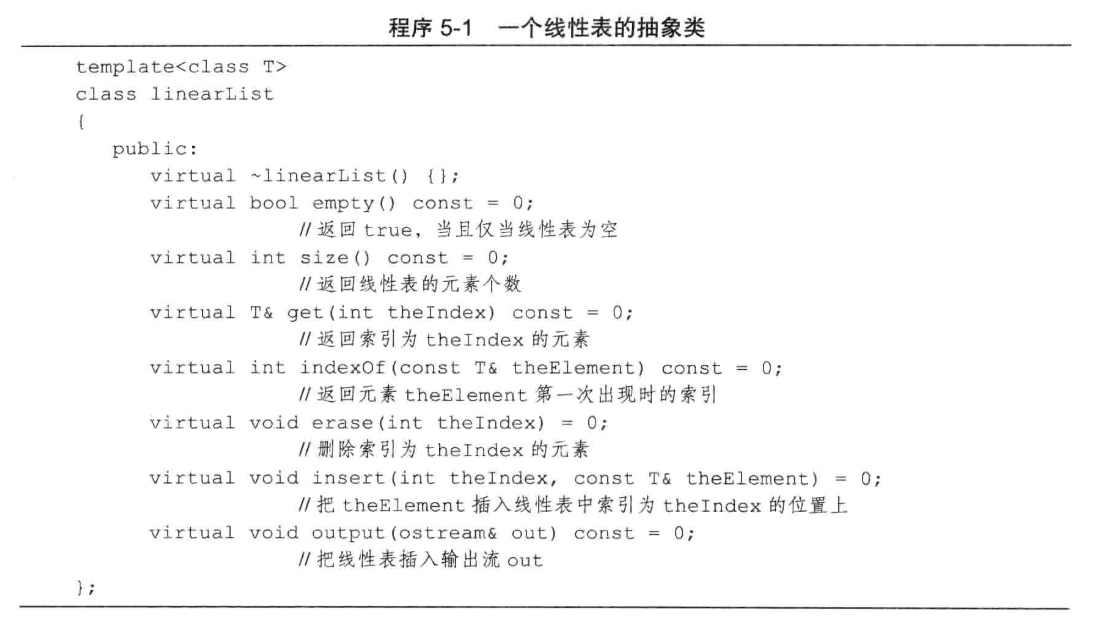 程序 5-1 一个线性表的抽象类
template<class T>
class linearList
{
public:
virtual ~linearList() {};
virtual bool empty() const = 0;
//返回 true，当且仅当线性表为空
virtual int size() const = 0;
//返回线性表的元素个数
virtual T& get(int theIndex) const = 0;
//返回索引为 theIndex 的元素
virtual int indexOf(const T& theElement) const = 0;
//返回元素 theElement 第一次出现时的索引
virtual void erase(int theIndex) = 0;
//删除索引为 theIndex 的元素
virtual void insert(int theIndex, const T& theElement) = 0;
//把 theElement 插入线性表中索引为 theIndex 的位置上
virtual void output(ostream& out) const = 0;
//把线性表插入输出流 out
};